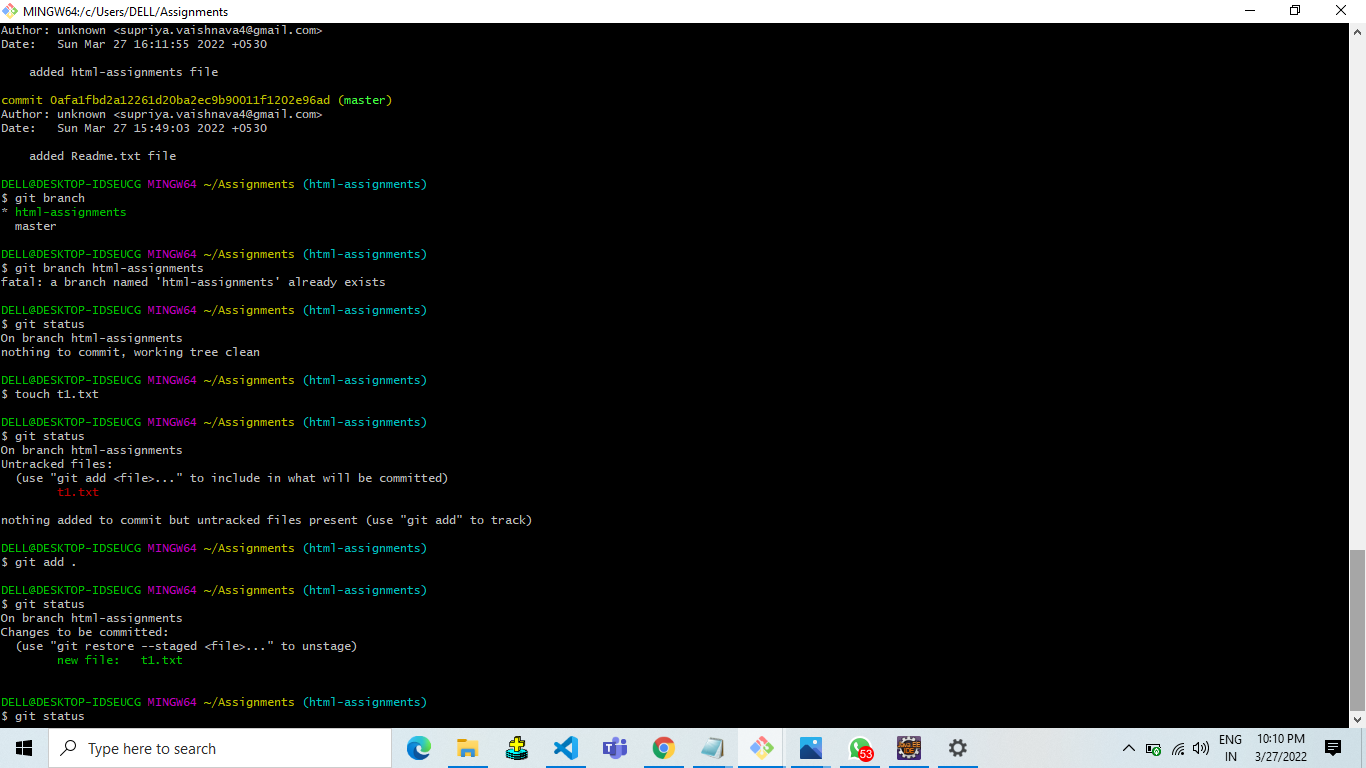 MINGW64:/c/Users/DELL/Assignments
Author: unknown <supriya.vaishnava4@gmail.com>
Date:   Sun Mar 27 16:11:55 2022 +0530
    added html-assignments file
commit 0afa1fbd2a12261d20ba2ec9b90011f1202e96ad (master)
Author: unknown <supriya.vaishnava4@gmail.com>
Date:   Sun Mar 27 15:49:03 2022 +0530
    added Readme.txt file
DELL@DESKTOP-IDSEUCG MINGW64 ~/Assignments (html-assignments)
$ git branch
* html-assignments
  master
DELL@DESKTOP-IDSEUCG MINGW64 ~/Assignments (html-assignments)
$ git branch html-assignments
fatal: a branch named 'html-assignments' already exists
DELL@DESKTOP-IDSEUCG MINGW64 ~/Assignments (html-assignments)
$ git status
On branch html-assignments
nothing to commit, working tree clean
DELL@DESKTOP-IDSEUCG MINGW64 ~/Assignments (html-assignments)
$ touch t1.txt
DELL@DESKTOP-IDSEUCG MINGW64 ~/Assignments (html-assignments)
$ git status
On branch html-assignments
Untracked files:
  (use "git add <file>..." to include in what will be committed)
        t1.txt
nothing added to commit but untracked files present (use "git add" to track)
DELL@DESKTOP-IDSEUCG MINGW64 ~/Assignments (html-assignments)
$ git add .
DELL@DESKTOP-IDSEUCG MINGW64 ~/Assignments (html-assignments)
$ git status
On branch html-assignments
Changes to be committed:
  (use "git restore --staged <file>..." to unstage)
        new file:   t1.txt
DELL@DESKTOP-IDSEUCG MINGW64 ~/Assignments (html-assignments)
$ git status
Type here to search
53
ENG
IN
10:10 PM
3/27/2022